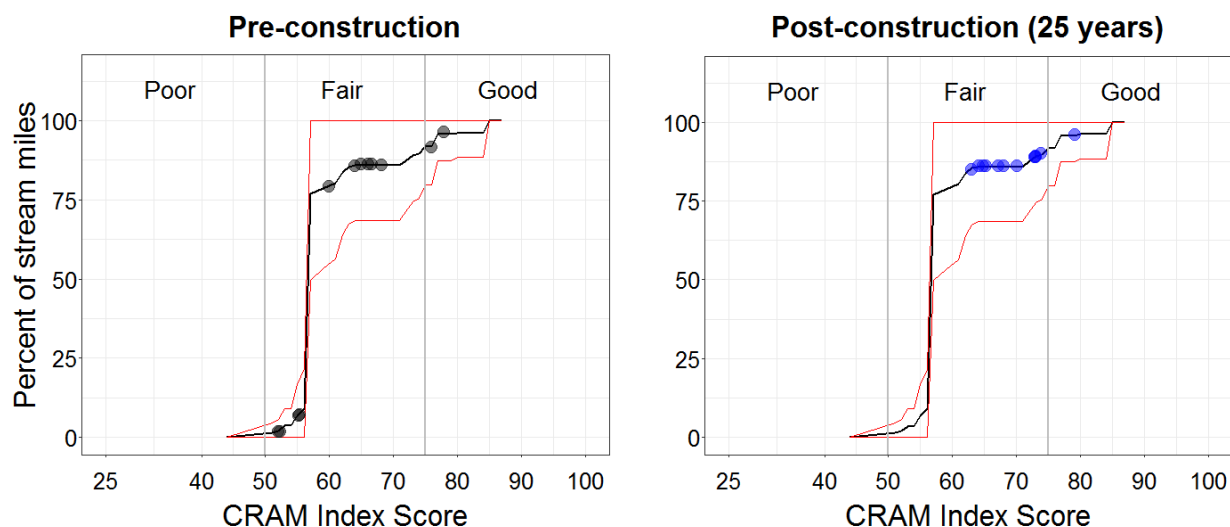 Pre-construction
Post-construction (25 years)
Percent of stream miles
Poor Fair Good
100
75
50
25
0
25 40 50 60 70 80 90 100
CRAM Index Score
Poor Fair Good
100
75
50
25
0
25 40 50 60 70 80 90 100
CRAM Index Score